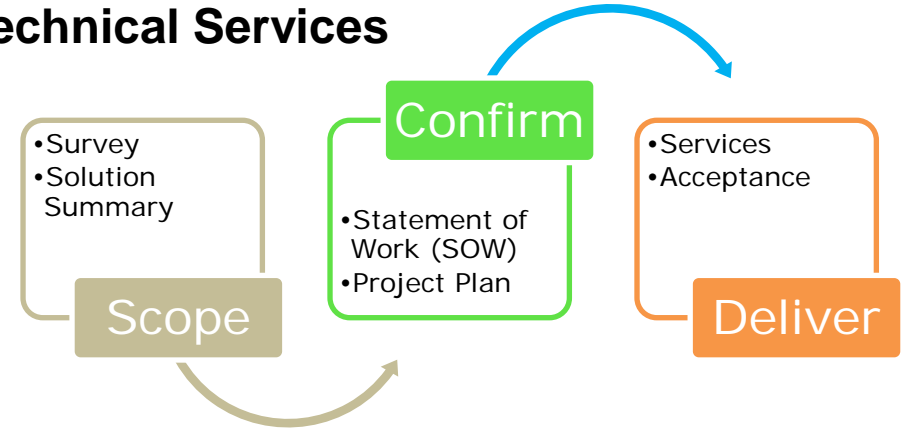 echnical Services
•Survey
•Solution
Summary
Scope
Confirm
•Statement of
Work (SOW)
•Project Plan
•Services
•Acceptance
Deliver